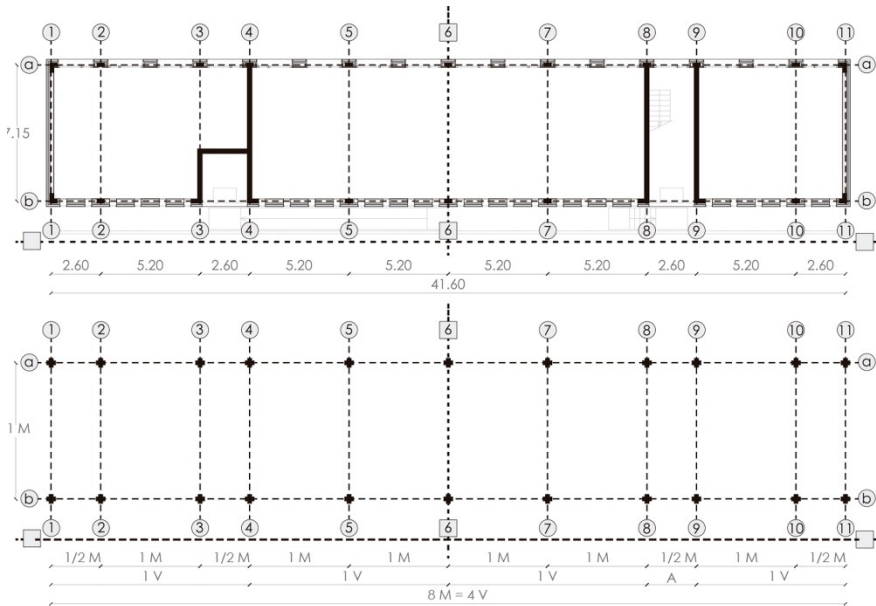 1 2 3 4 5 6 7 8 9 10 11
a a
7.15
b b
1 2 3 4 5 6 7 8 9 10 11
2.60 5.20 2.60 5.20 5.20 5.20 5.20 2.60 5.20 2.60
41.60
1 2 3 4 5 6 7 8 9 10 11
a a
1 M
b b
1 2 3 4 5 6 7 8 9 10 11
1/2 M 1 M 1/2 M 1 M 1 M 1 M 1 M 1/2 M 1 M 1/2 M
1 V 1 V 1 V A 1 V
8 M = 4 V